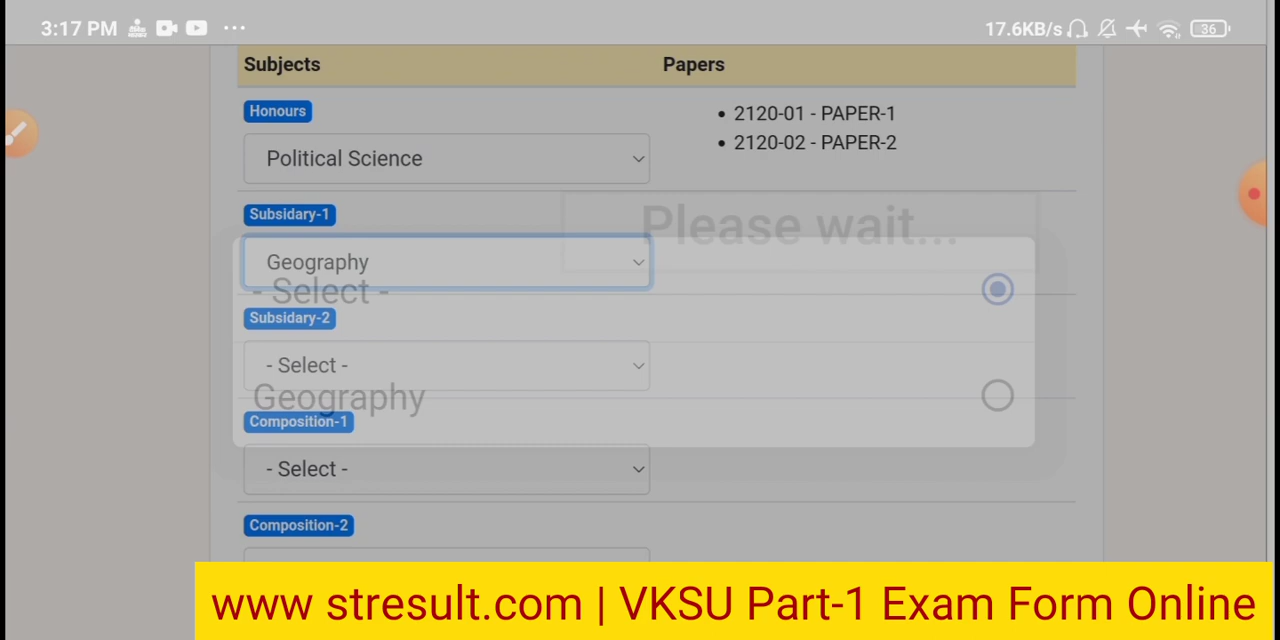 3:17 PM ... 17.6KB/s 36
Subjects Papers
Honours
• 2120-01 - PAPER-1
Political Science
• 2120-02 - PAPER-2
Subsidary-1
Please wait...
Geography
- Select -
Subsidary-2
- Select -
Geography
Composition-1
- Select -
Composition-2
www stresult.com | VKSU Part-1 Exam Form Online